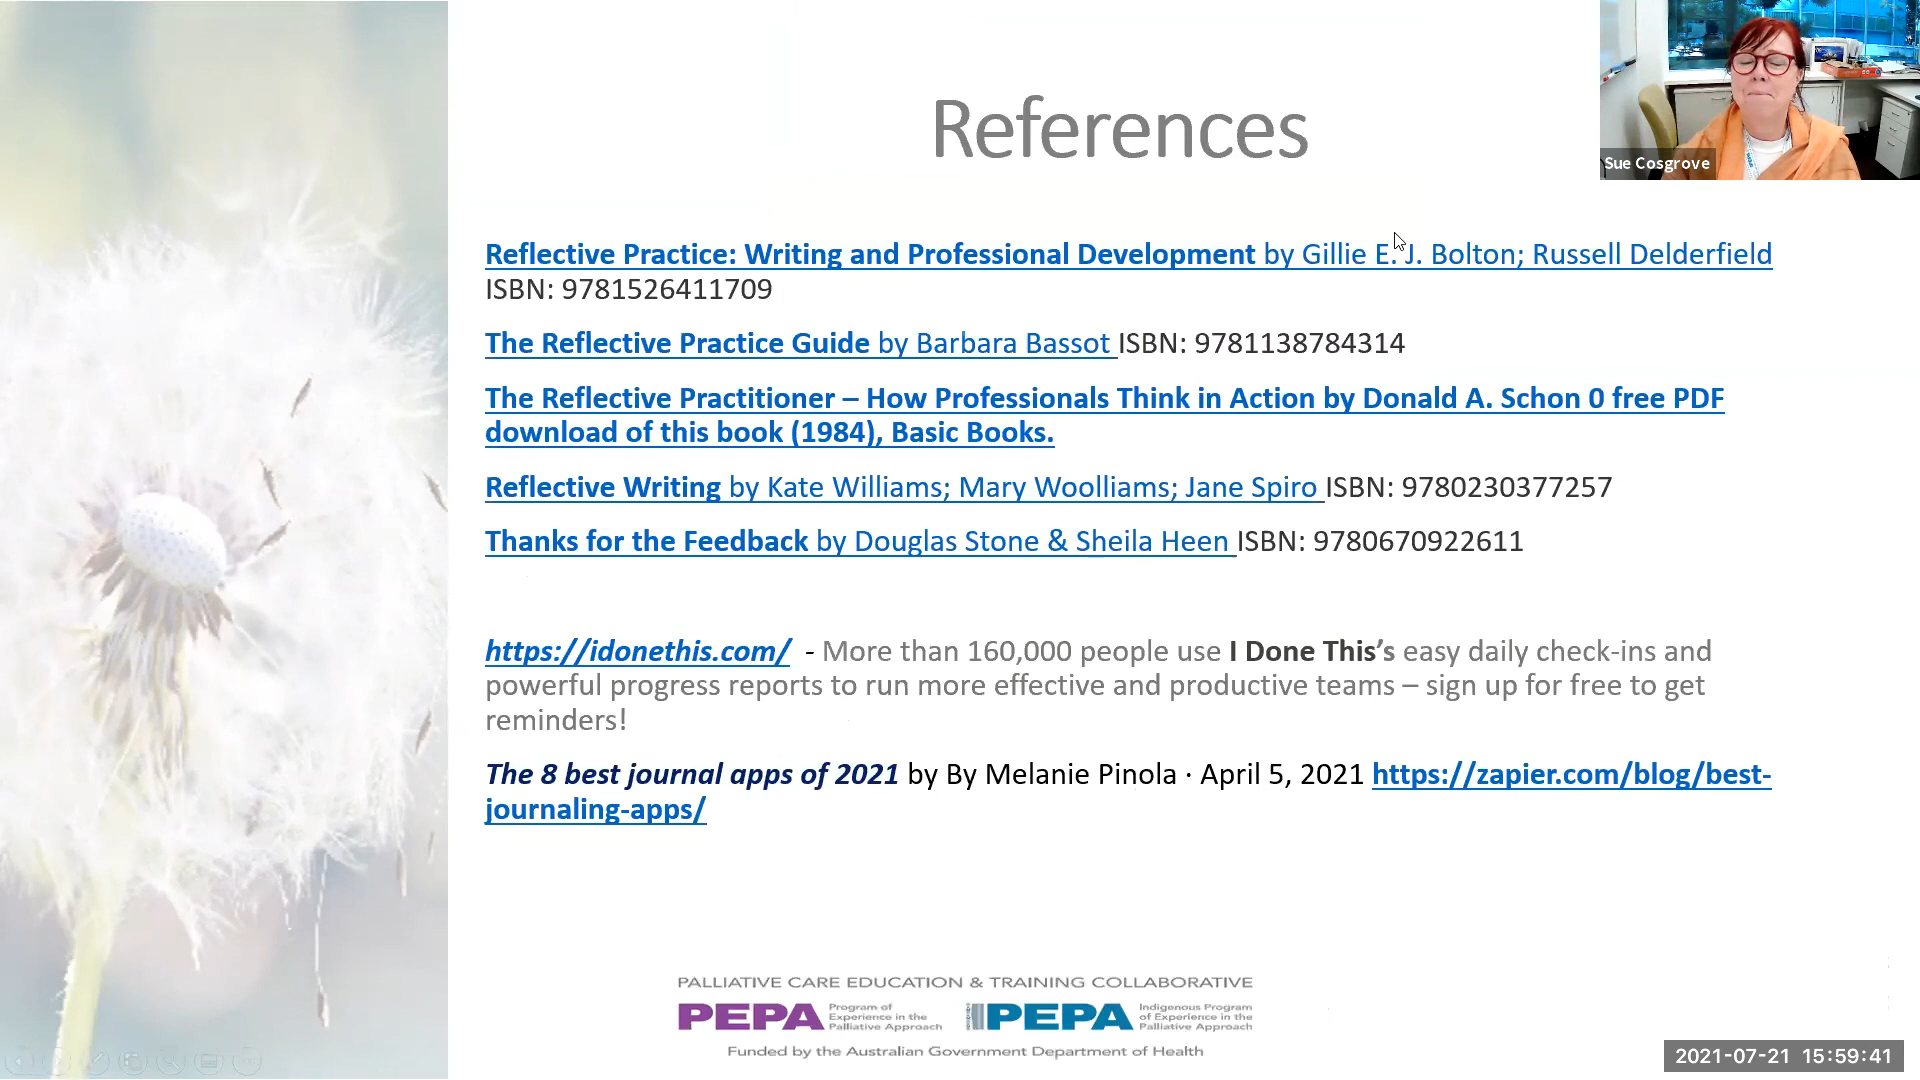 References
Sue Cosgrove
Reflective Practice: Writing and Professional Development by Gillie E. J. Bolton; Russell Delderfield
ISBN: 9781526411709
The Reflective Practice Guide by Barbara Bassot ISBN: 9781138784314
The Reflective Practitioner – How Professionals Think in Action by Donald A. Schon 0 free PDF
download of this book (1984), Basic Books.
Reflective Writing by Kate Williams; Mary Woolliams; Jane Spiro ISBN: 9780230377257
Thanks for the Feedback by Douglas Stone & Sheila Heen ISBN: 9780670922611
https://idonethis.com/ - More than 160,000 people use I Done This’s easy daily check-ins and
powerful progress reports to run more effective and productive teams – sign up for free to get
reminders!
The 8 best journal apps of 2021 by By Melanie Pinola · April 5, 2021 https://zapier.com/blog/best-
journaling-apps/
PALLIATIVE CARE EDUCATION & TRAINING COLLABORATIVE
PEPA Program of
Experience in the
Palliative Approach
IPEPA Indigenous Program
of Experience in the
Palliative Approach
Funded by the Australian Government Department of Health
2021-07-21 15:59:41